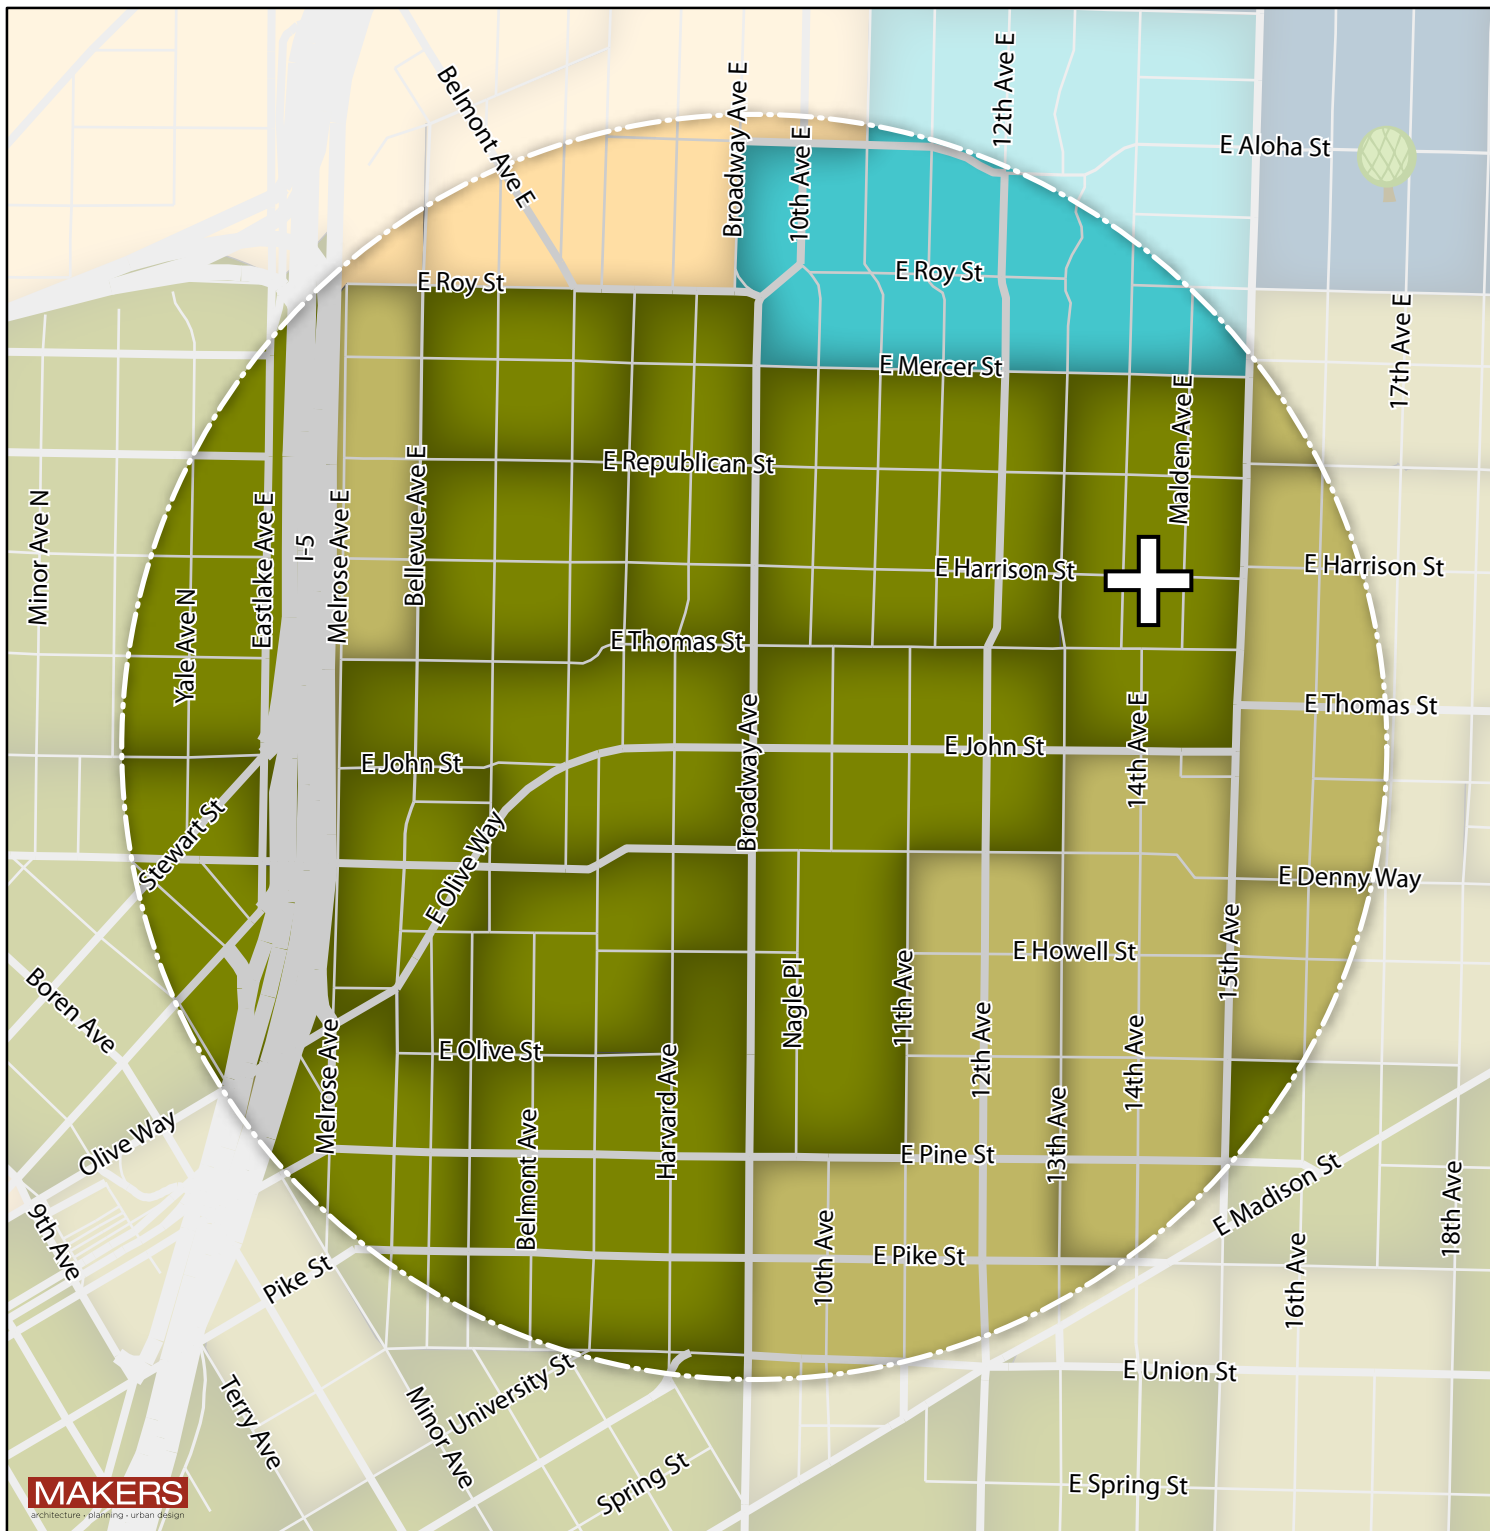 Belmont Ave E
Broadway Ave E
10th Ave E
12th Ave E
E Aloha St
E Roy St
E Roy St
E Mercer St
17th Ave E
Malden Ave E
E Republican St
Minor Ave N
Yale Ave N
Eastlake Ave E
I-5
Melrose Ave E
Bellevue Ave E
E Harrison St
E Harrison St
E Thomas St
E Thomas St
E John St
E John St
14th Ave E
Broadway Ave
Stewart St
E Olive Way
E Denny Way
15th Ave
E Howell St
11th Ave
Nagle Pl
Boren Ave
Melrose Ave
E Olive St
Harvard Ave
12th Ave
14th Ave
13th Ave
Olive Way
Belmont Ave
E Pine St
E Madison St
18th Ave
9th Ave
Pike St
10th Ave
E Pike St
16th Ave
Terry Ave
Minor Ave
University St
E Union St
Spring St
E Spring St
MAKERS
architecture • planning • urban design